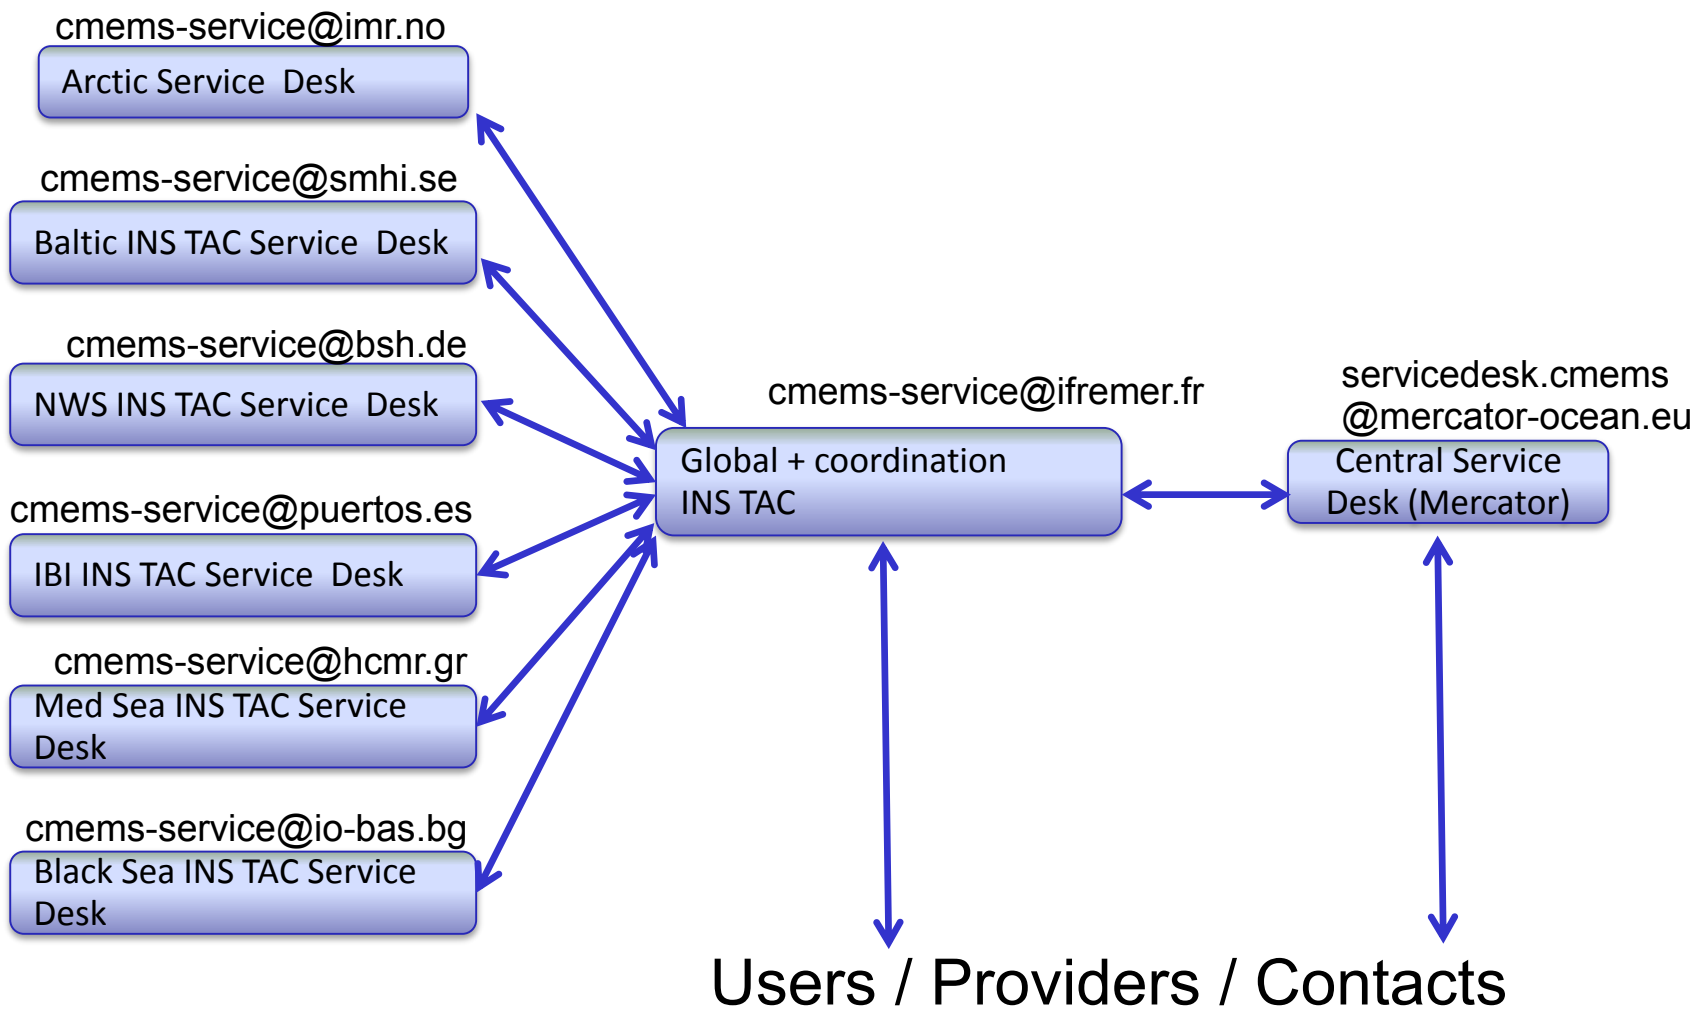 cmems-service@imr.no
Arctic Service  Desk
cmems-service@smhi.se
Baltic INS TAC Service  Desk
cmems-service@bsh.de
NWS INS TAC Service  Desk
cmems-service@puertos.es
IBI INS TAC Service  Desk
cmems-service@hcmr.gr
Med Sea INS TAC Service
Desk
cmems-service@io-bas.bg
Black Sea INS TAC Service
Desk
cmems-service@ifremer.fr
Global + coordination
INS TAC
servicedesk.cmems
@mercator-ocean.eu
Central Service
Desk (Mercator)
Users / Providers / Contacts